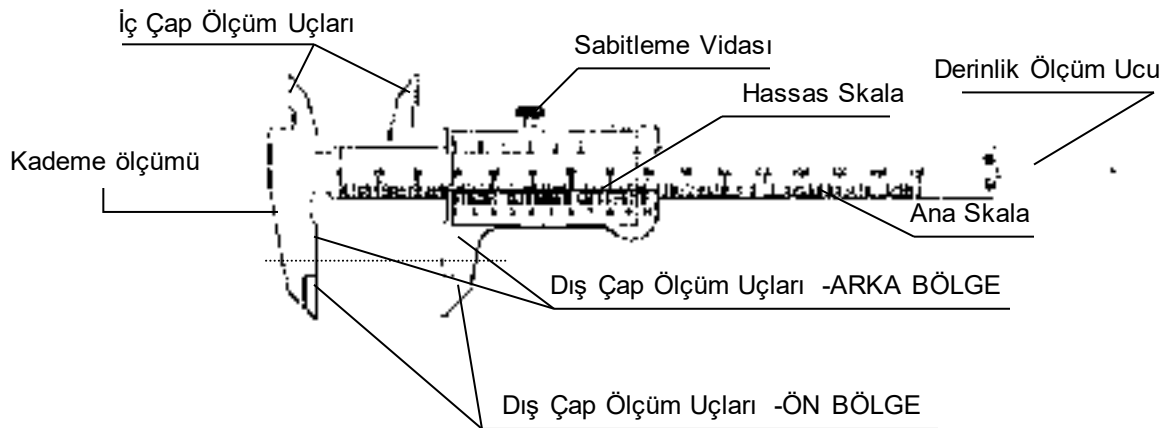 İç Çap Ölçüm Uçları
Sabitleme Vidası
Derinlik Ölçüm Ucu
Hassas Skala
Kademe ölçümü
Ana Skala
Dış Çap Ölçüm Uçları -ARKA BÖLGE
Dış Çap Ölçüm Uçları -ÖN BÖLGE